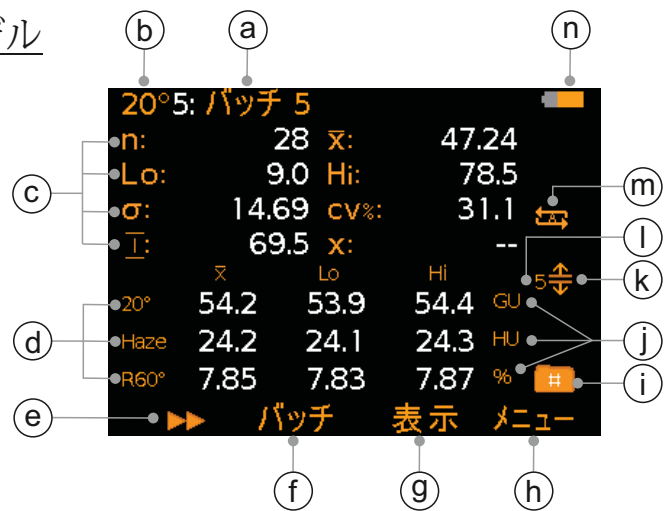 デル
b a n
20°5: バッチ 5
n: 28 x̅: 47.24
Lo: 9.0 Hi: 78.5
c m
σ: 14.69 cv%: 31.1 A
l
I: 69.5 x: --
x̅ Lo Hi 5 k
20° 54.2 53.9 54.4 GU
d Haze 24.2 24.1 24.3 HU j
R60° 7.85 7.83 7.87 % # i
e バッチ 表示 メニュー
f g h